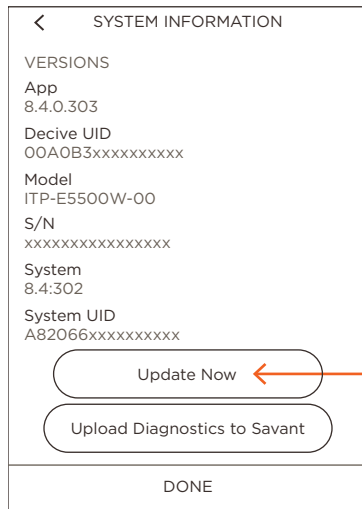 SYSTEM INFORMATION
VERSIONS
App
8.4.0.303
Decive UID
00A0B3xxxxxxxxxx
Model
ITP-E5500W-00
S/N
xxxxxxxxxxxxxxxx
System
8.4:302
System UID
A82066xxxxxxxxxx
Update Now
Upload Diagnostics to Savant
DONE